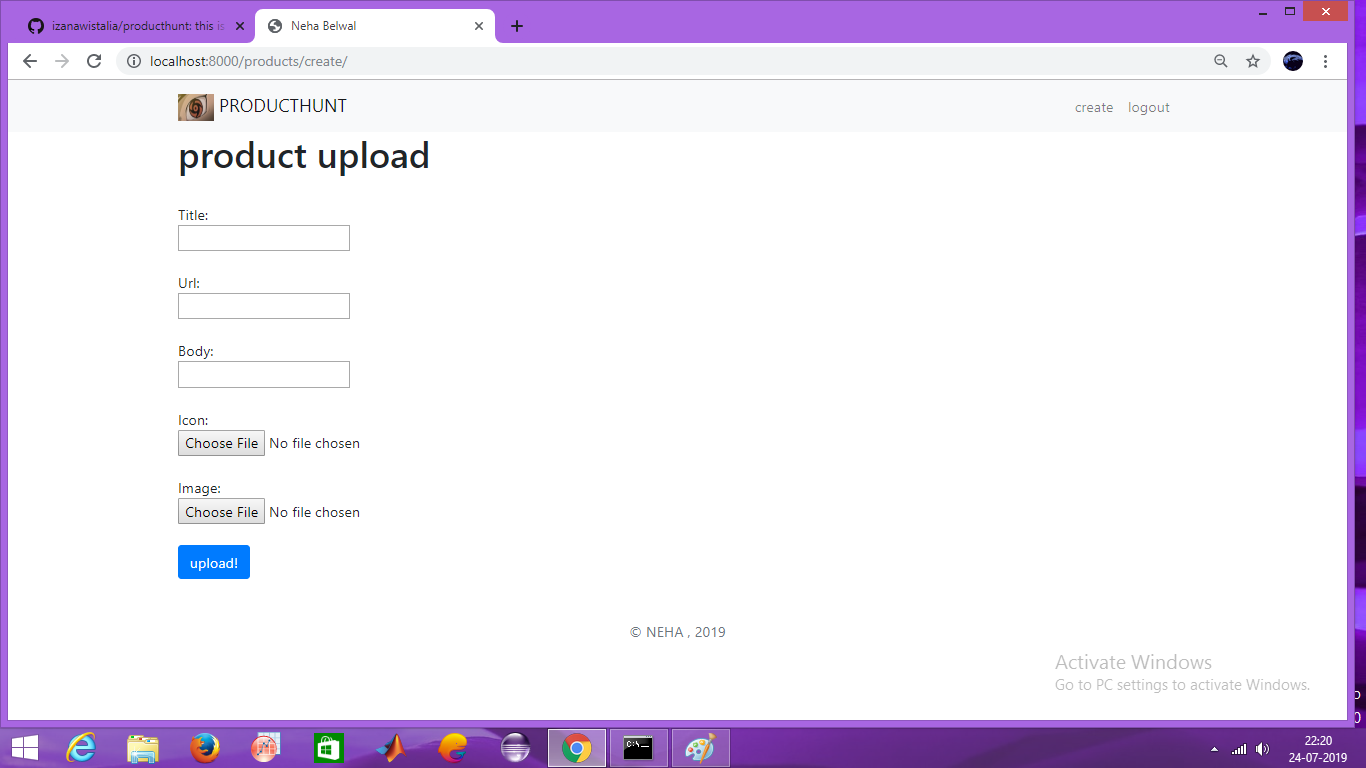 izanawistalia/producthunt: this is
Neha Belwal
localhost:8000/products/create/
PRODUCTHUNT
create
logout
product upload
Title:
Url:
Body:
Icon:
Choose File No file chosen
Image:
Choose File No file chosen
upload!
© NEHA , 2019
Activate Windows
Go to PC settings to activate Windows.
C:\_
22:20
24-07-2019